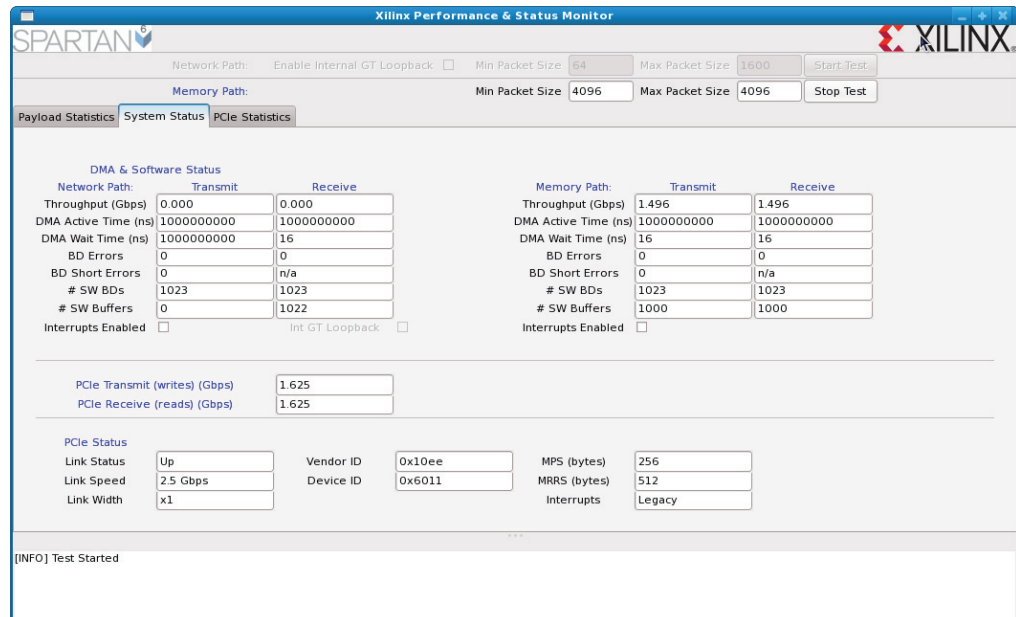 Xilinx Performance & Status Monitor
SPARTAN 6
XILINX
Network Path: Enable Internal GT Loopback Min Packet Size 64 Max Packet Size 1600 Start Test
Memory Path: Min Packet Size 4096 Max Packet Size 4096 Stop Test
Payload Statistics System Status PCIe Statistics
DMA & Software Status
Network Path: Transmit Receive Memory Path: Transmit Receive
Throughput (Gbps) 0.000 0.000 Throughput (Gbps) 1.496 1.496
DMA Active Time (ns) 1000000000 1000000000 DMA Active Time (ns) 1000000000 1000000000
DMA Wait Time (ns) 1000000000 16 DMA Wait Time (ns) 16 16
BD Errors 0 0 BD Errors 0 0
BD Short Errors 0 n/a BD Short Errors 0 n/a
# SW BDs 1023 1023 # SW BDs 1023 1023
# SW Buffers 0 1022 # SW Buffers 1000 1000
Interrupts Enabled Int GT Loopback Interrupts Enabled
PCIe Transmit (writes) (Gbps) 1.625
PCIe Receive (reads) (Gbps) 1.625
PCIe Status
Link Status Up Vendor ID 0x10ee MPS (bytes) 256
Link Speed 2.5 Gbps Device ID 0x6011 MRRS (bytes) 512
Link Width x1 Interrupts Legacy
[INFO] Test Started